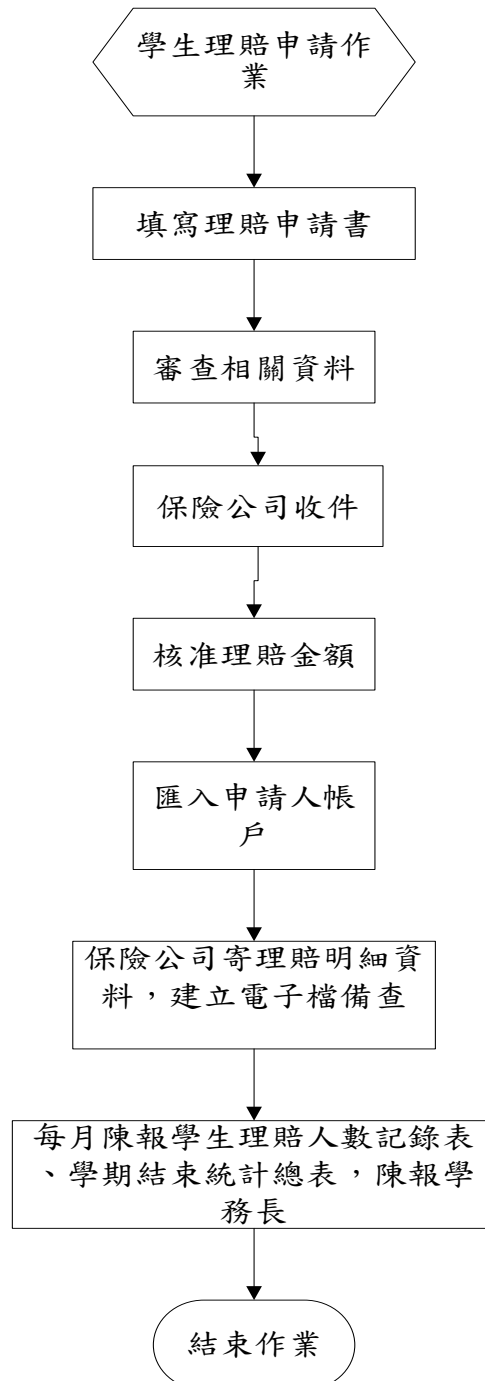 學生理賠申請作
業
填寫理賠申請書
審查相關資料
保險公司收件
核准理賠金額
匯入申請人帳
戶
保險公司寄理賠明細資
料，建立電子檔備查
每月陳報學生理賠人數記錄表
、學期結束統計總表，陳報學
務長
結束作業